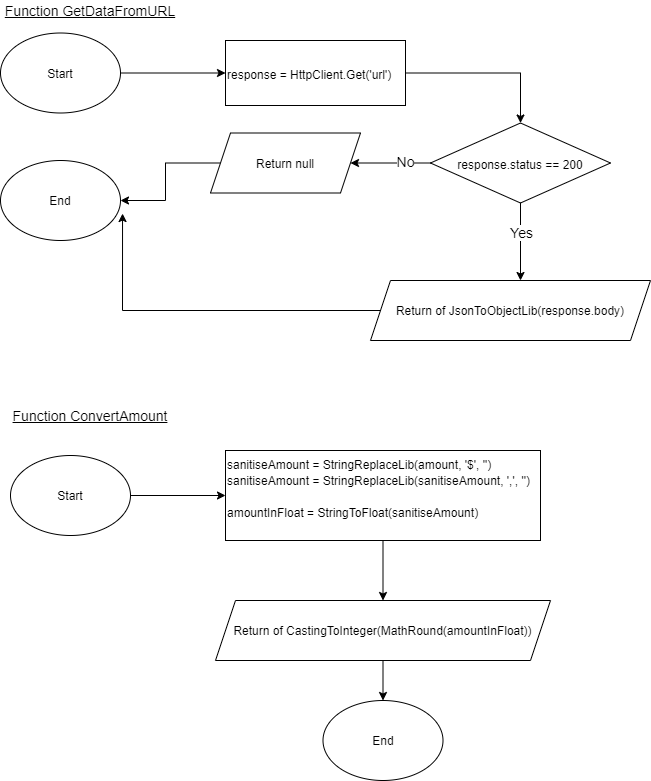 Function GetDataFromURL
Start
response = HttpClient.Get('url')
response.status == 200
No
Return null
End
Yes
Return of JsonToObjectLib(response.body)
Function ConvertAmount
Start
sanitiseAmount = StringReplaceLib(amount, '$', '')
sanitiseAmount = StringReplaceLib(sanitiseAmount, ',', '')
amountInFloat = StringToFloat(sanitiseAmount)
Return of CastingToInteger(MathRound(amountInFloat))
End